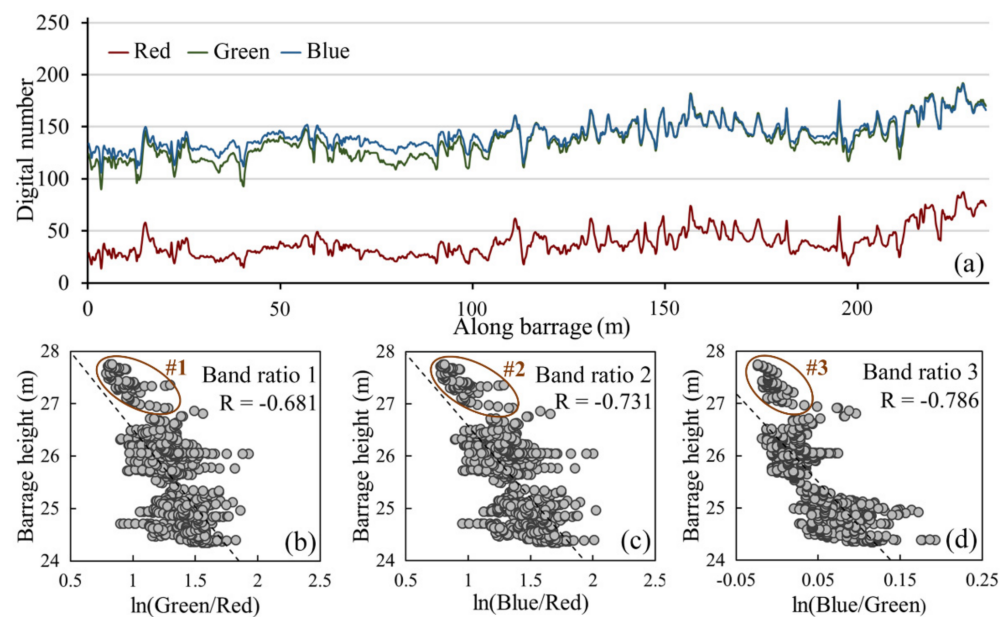 250
200
150
100
50
0
Digital number
Red Green Blue
(a)
0 50 100 150 200
Along barrage (m)
28
27
26
25
24
Barrage height (m)
#1
Band ratio 1
R = -0.681
(b)
0.5 1 1.5 2 2.5
ln(Green/Red)
28
27
26
25
24
Barrage height (m)
#2
Band ratio 2
R = -0.731
(c)
0.5 1 1.5 2 2.5
ln(Blue/Red)
28
27
26
25
24
Barrage height (m)
#3
Band ratio 3
R = -0.786
(d)
-0.05 0.05 0.15 0.25
ln(Blue/Green)